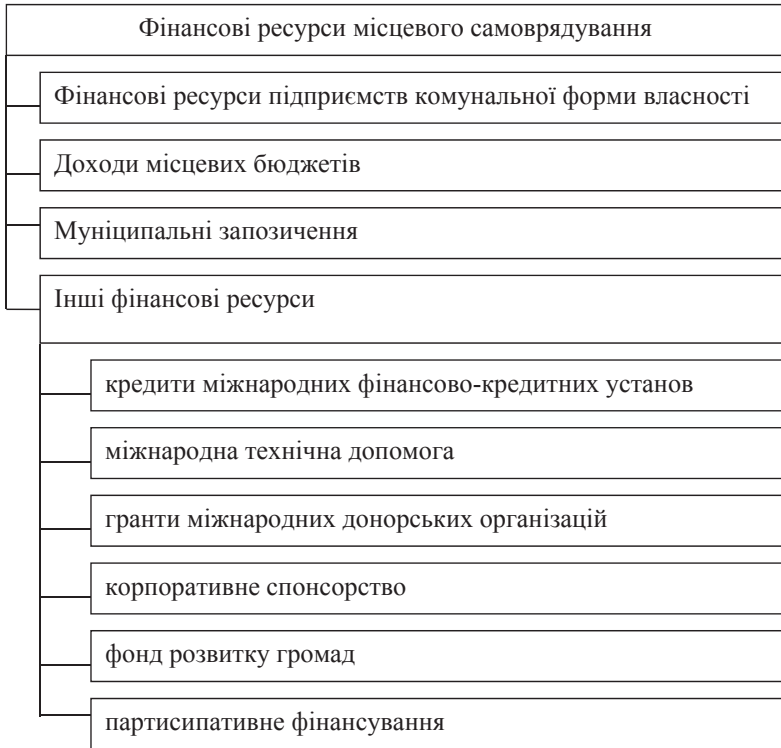 Фінансові ресурси місцевого самоврядування
Фінансові ресурси підприємств комунальної форми власності
Доходи місцевих бюджетів
Муніципальні запозичення
Інші фінансові ресурси
кредити міжнародних фінансово-кредитних установ
міжнародна технічна допомога
гранти міжнародних донорських організацій
корпоративне спонсорство
фонд розвитку громад
партисипативне фінансування